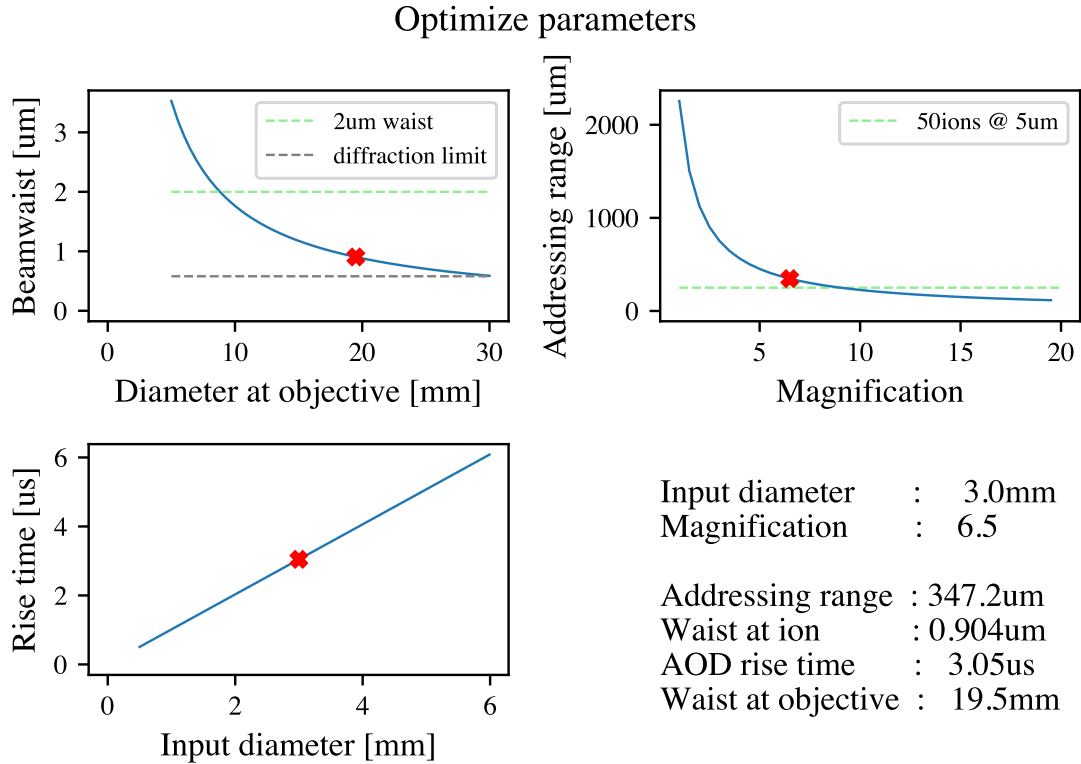 Optimize parameters
Beamwaist [um]
3
2
1
0
2um waist
diffraction limit
0 10 20 30
Diameter at objective [mm]
Addressing range [um]
2000
1000
0
50ions @ 5um
5 10 15 20
Magnification
Rise time [us]
6
4
2
0
0 2 4 6
Input diameter [mm]
Input diameter : 3.0mm
Magnification : 6.5
Addressing range : 347.2um
Waist at ion : 0.904um
AOD rise time : 3.05us
Waist at objective : 19.5mm